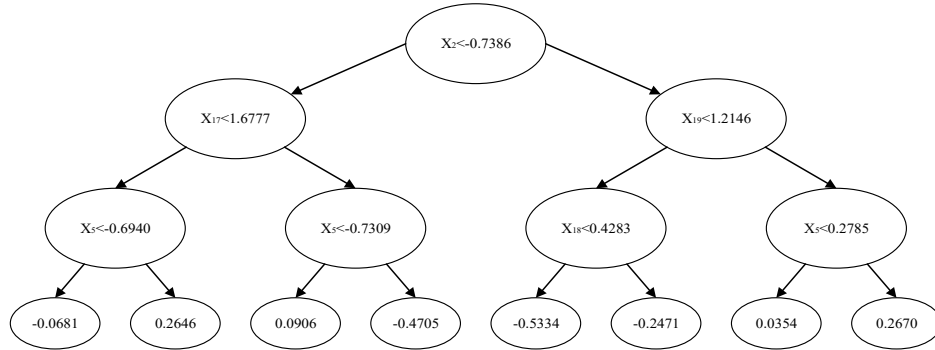 X₂<-0.7386
X₁₇<1.6777
X₁₉<1.2146
X₅<-0.6940
X₅<-0.7309
X₁₈<0.4283
X₅<0.2785
-0.0681
0.2646
0.0906
-0.4705
-0.5334
-0.2471
0.0354
0.2670